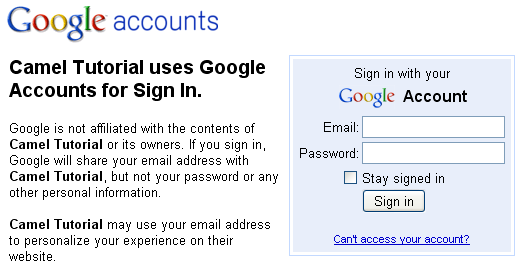 Google accounts
Camel Tutorial uses Google
Accounts for Sign In.
Google is not affiliated with the contents of
Camel Tutorial or its owners. If you sign in,
Google will share your email address with
Camel Tutorial, but not your password or any
other personal information.
Camel Tutorial may use your email address
to personalize your experience on their
website.
Sign in with your
Google Account
Email:
Password:
Stay signed in
Sign in
Can't access your account?